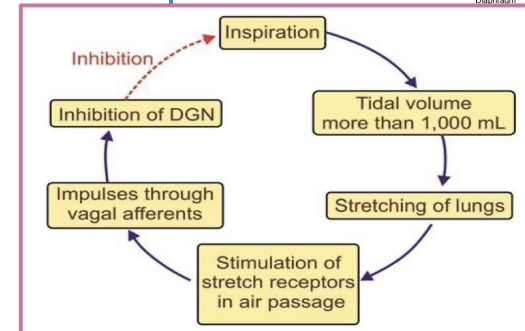 Diaphragm
Inspiration
Inhibition
Tidal volume
more than 1,000 mL
Inhibition of DGN
Stretching of lungs
Impulses through
vagal afferents
Stimulation of
stretch receptors
in air passage